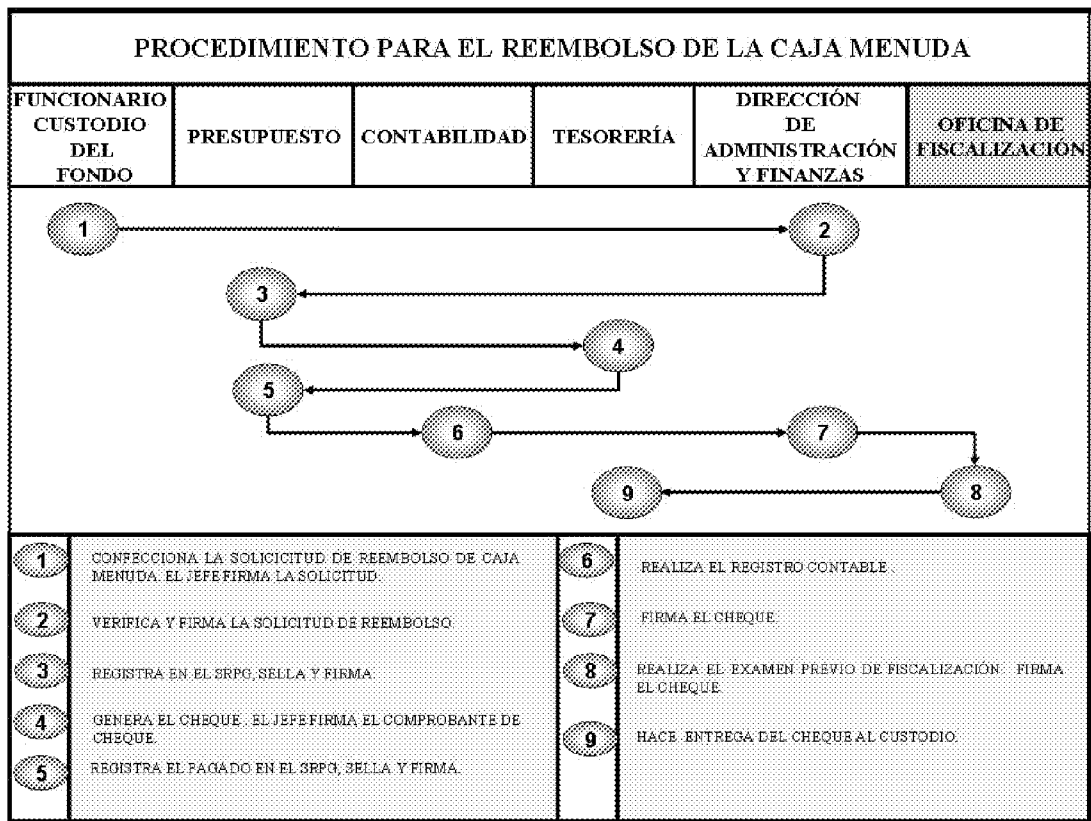 PROCEDIMIENTO PARA EL REEMBOLSO DE LA CAJA MENUDA
FUNCIONARIO
CUSTODIO
DEL
FONDO
PRESUPUESTO
CONTABILIDAD
TESORERÍA
DIRECCIÓN
DE
ADMINISTRACIÓN
Y FINANZAS
OFICINA DE
FISCALIZACIÓN
1
2
3
4
5
6
7
9
8
1
CONFECCIONA LA SOLICICITUD DE REEMBOLSO DE CAJA
MENUDA. EL JEFE FIRMA LA SOLICITUD.
2
VERIFICA Y FIRMA LA SOLICITUD DE REEMBOLSO
3
REGISTRA EN EL SRPG, SELLA Y FIRMA
4
GENERA EL CHEQUE. EL JEFE FIRMA EL COMPROBANTE DE
CHEQUE.
5
REGISTRA EL PAGADO EN EL SRPG, SELLA Y FIRMA.
6
REALIZA EL REGISTRO CONTABLE.
7
FIRMA EL CHEQUE.
8
REALIZA EL EXAMEN PREVIO DE FISCALIZACIÓN FIRMA
EL CHEQUE
9
HACE ENTREGA DEL CHEQUE AL CUSTODIO.